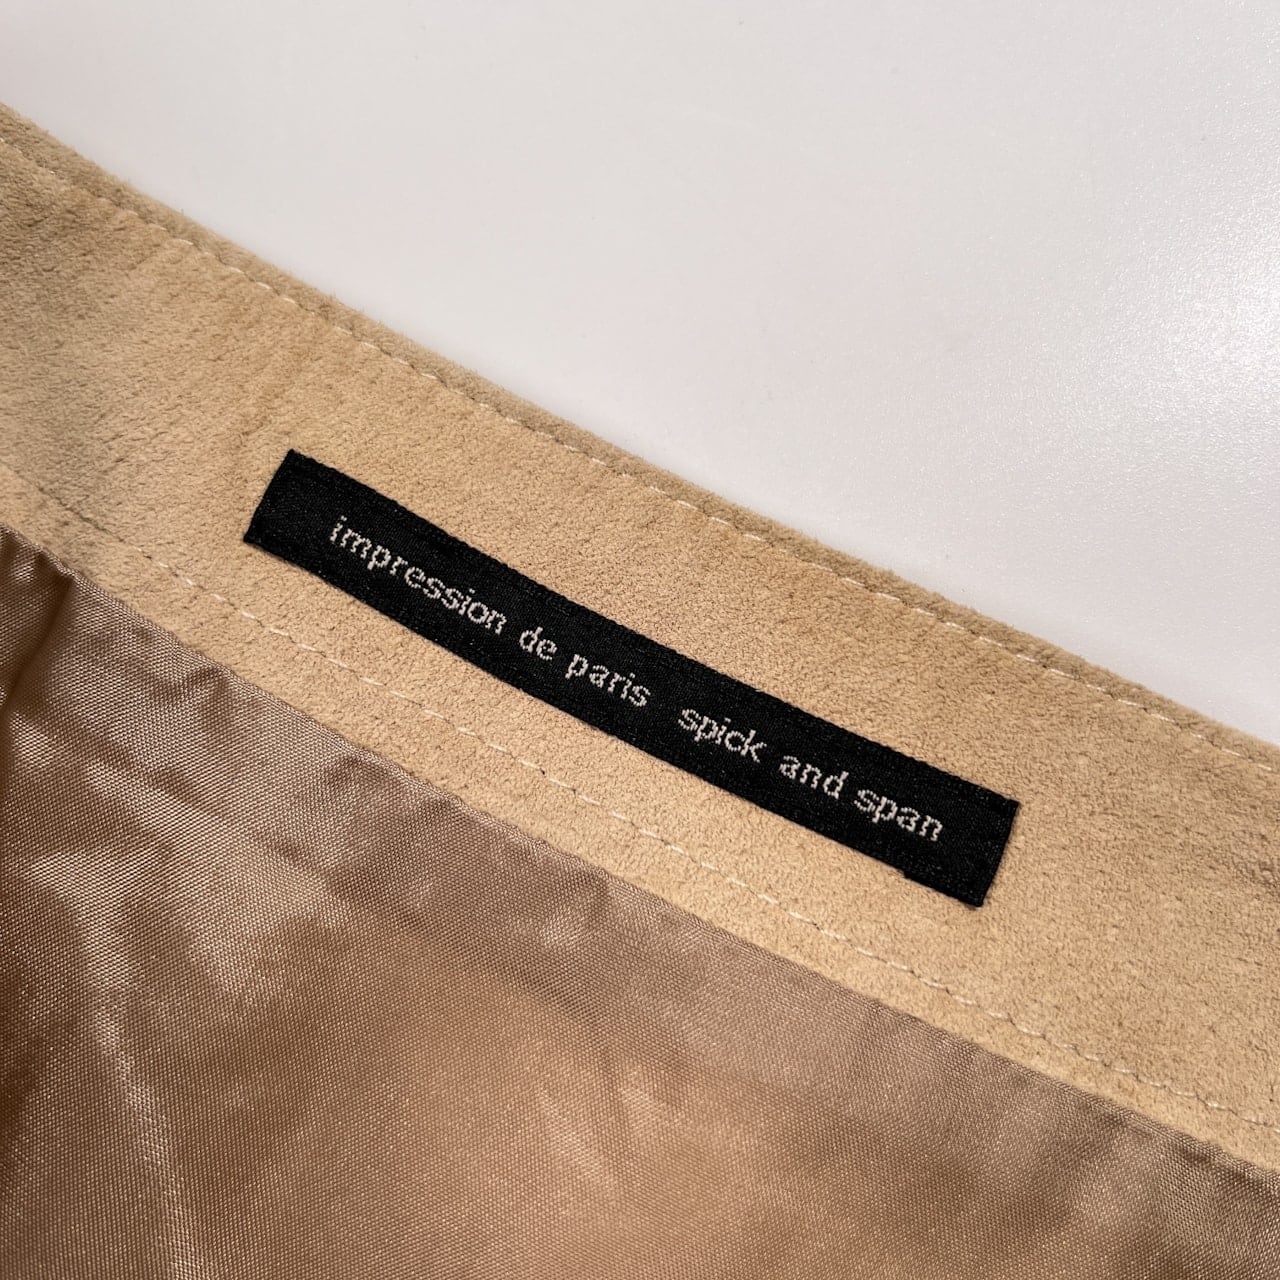 impression de paris spick and span